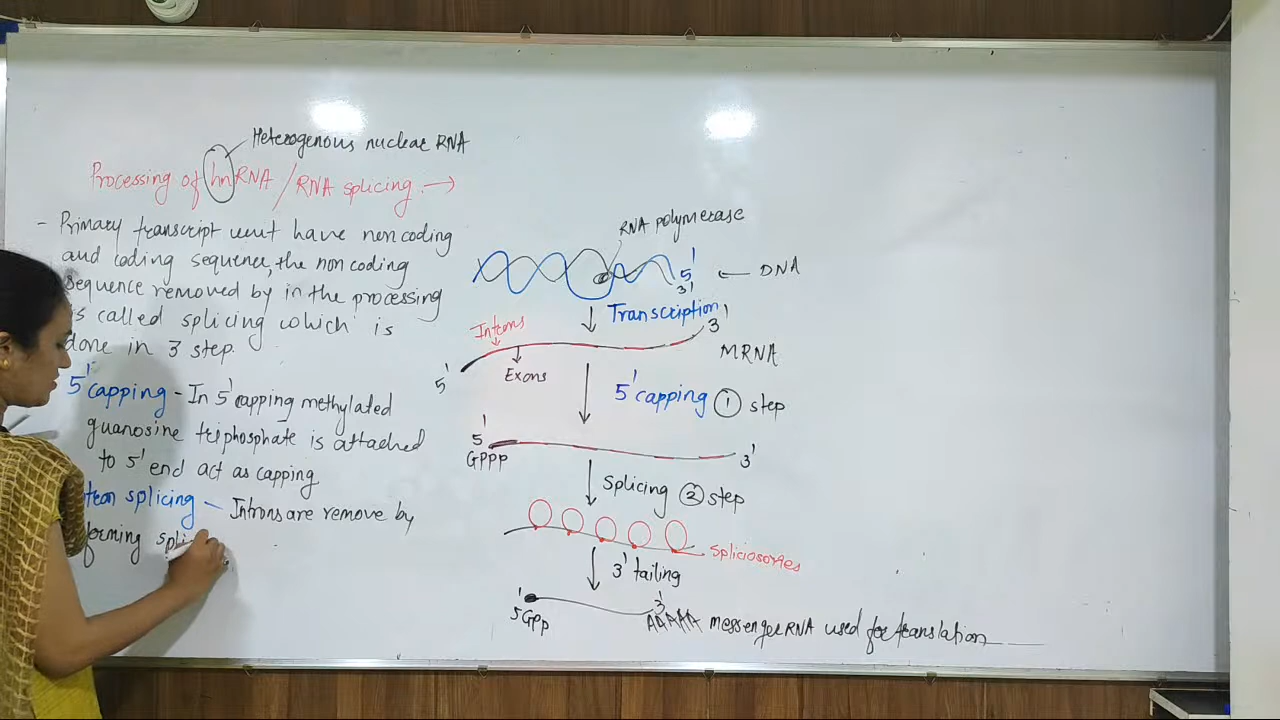 Heterogenous nuclear RNA
Processing of hnRNA / RNA splicing. →
- Primary transcript unit have non coding
and coding sequence, the non coding
sequence removed by in the processing
is called splicing which is
done in 3 step.
5' capping - In 5' capping methylated
guanosine triphosphate is attached
to 5' end act as capping
splicing - Introns are remove by
forming
RNA polymerase
5'
3'
← DNA
Transcription
Introns
3'
MRNA
Exons
5'
5' capping ① step
5'
GPPP
3'
Splicing ② step
Spliciosomes
3' tailing
5'GPp
3'
AAAAA messenger RNA used for translation